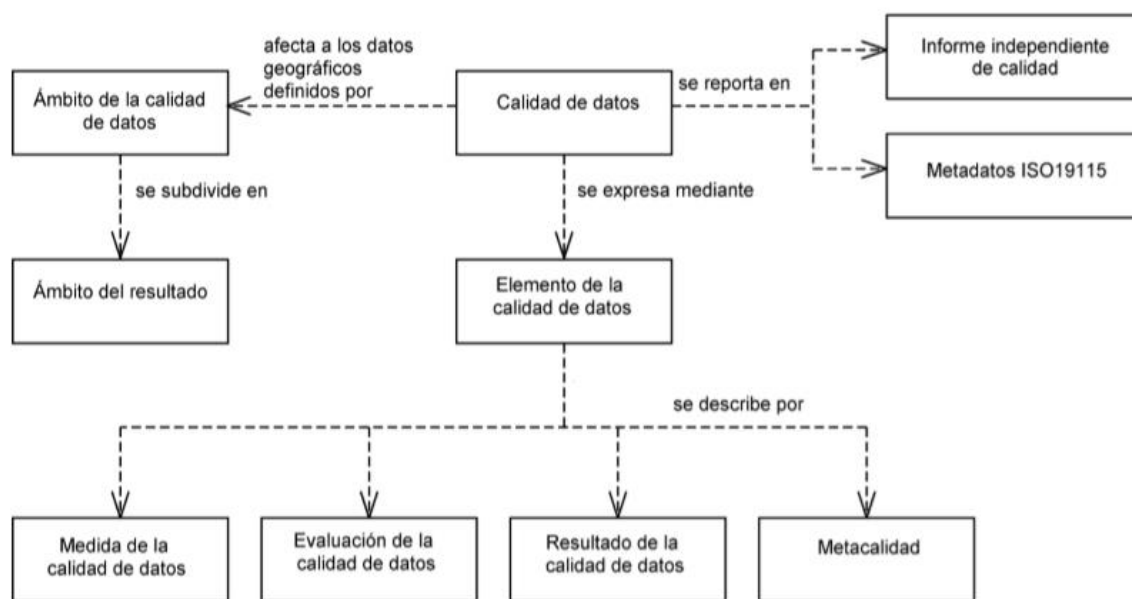 afecta a los datos
geográficos
definidos por
Ámbito de la calidad
de datos
Calidad de datos
se reporta en
Informe independiente
de calidad
Metadatos ISO19115
se subdivide en
se expresa mediante
Ámbito del resultado
Elemento de la
calidad de datos
se describe por
Medida de la
calidad de datos
Evaluación de la
calidad de datos
Resultado de la
calidad de datos
Metacalidad